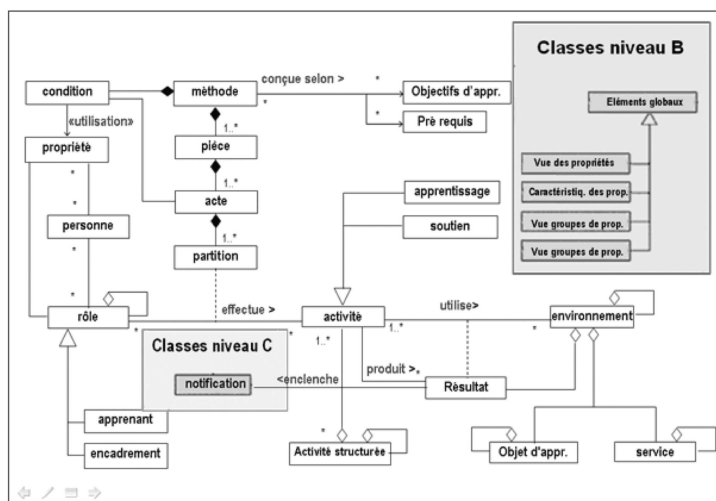 Classes niveau B
condition
méthode
conçue selon >
*
*
Objectifs d'appr.
Eléments globaux
«utilisation»
1..*
*
Prè requis
propriètè
pièce
*
1..*
Vue des propriétés
apprentissage
Caractéristiq. des prop.
acte
*
personne
soutien
Vue groupes de prop.
*
1..*
partition
Vue groupes de prop.
*
effectue >
utilise>
rôle
activité
environnement
*
*
1..*
1..*
*
Classes niveau C
produit >
*
notification
<enclenche
Résultat
apprenant
*
encadrement
Activité structurée
Objet d'appr.
service